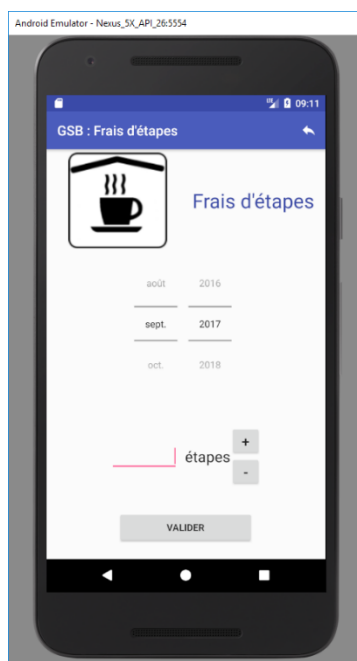 Android Emulator - Nexus_5X_API_26:5554
09:11
GSB : Frais d'étapes
Frais d'étapes
août 2016
sept. 2017
oct. 2018
+
étapes
-
VALIDER